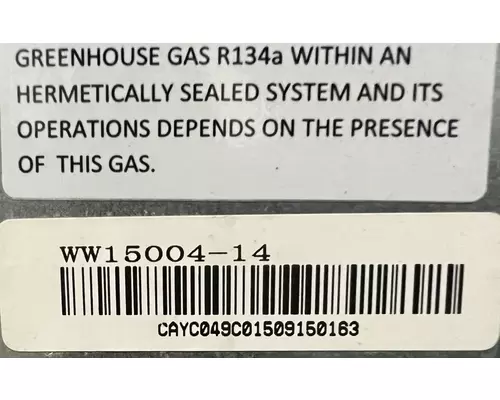 GREENHOUSE GAS R134a WITHIN AN
HERMETICALLY SEALED SYSTEM AND ITS
OPERATIONS DEPENDS ON THE PRESENCE
OF THIS GAS.
WW15004-14
CAYC049C01509150163